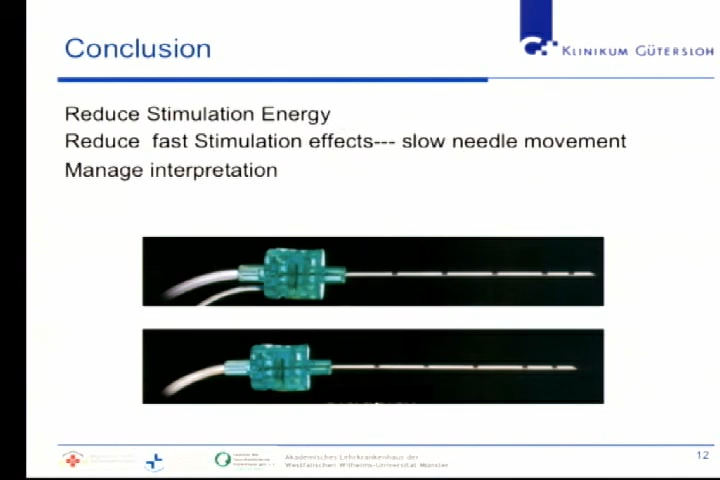 Conclusion
KLINIKUM GÜTERSLOH
Reduce Stimulation Energy
Reduce fast Stimulation effects--- slow needle movement
Manage interpretation
Akademisches Lehrkrankenhaus der
Westfälischen Wilhelms-Universität Münster
12